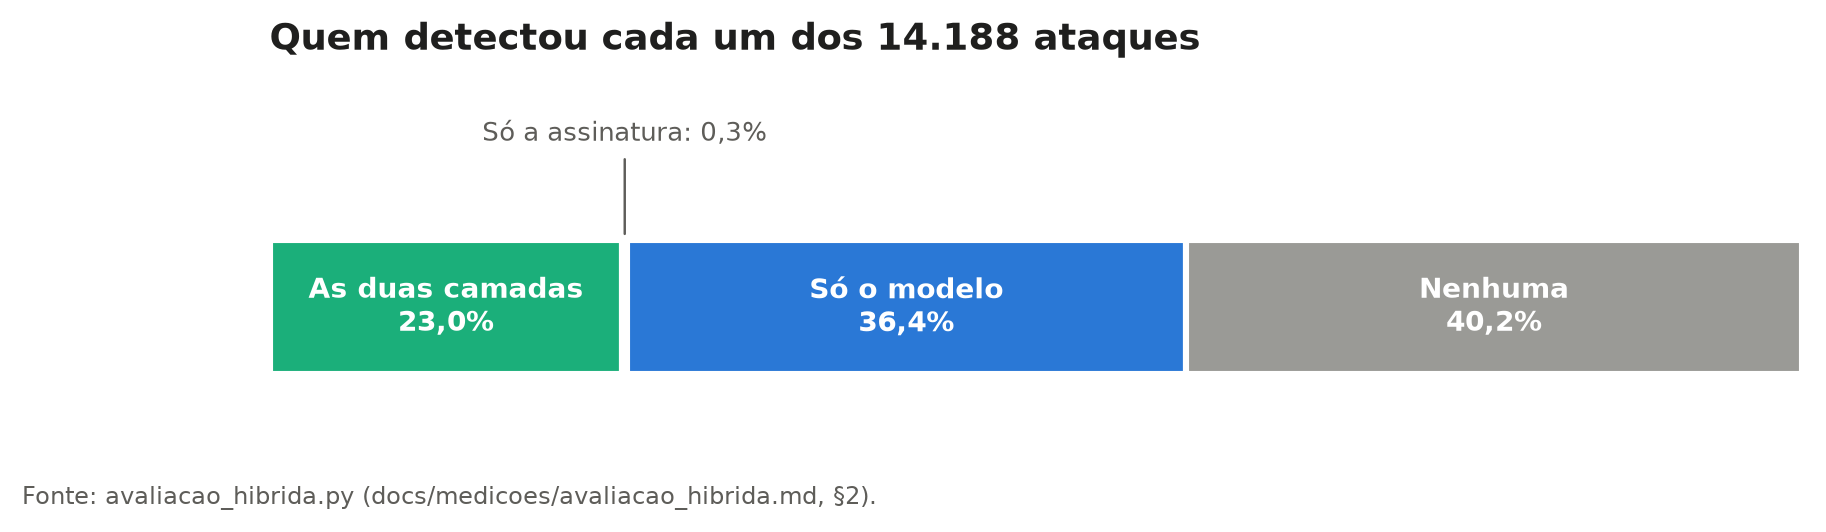 Quem detectou cada um dos 14.188 ataques
Só a assinatura: 0,3%
As duas camadas
23,0%
Só o modelo
36,4%
Nenhuma
40,2%
Fonte: avaliacao_hibrida.py (docs/medicoes/avaliacao_hibrida.md, §2).